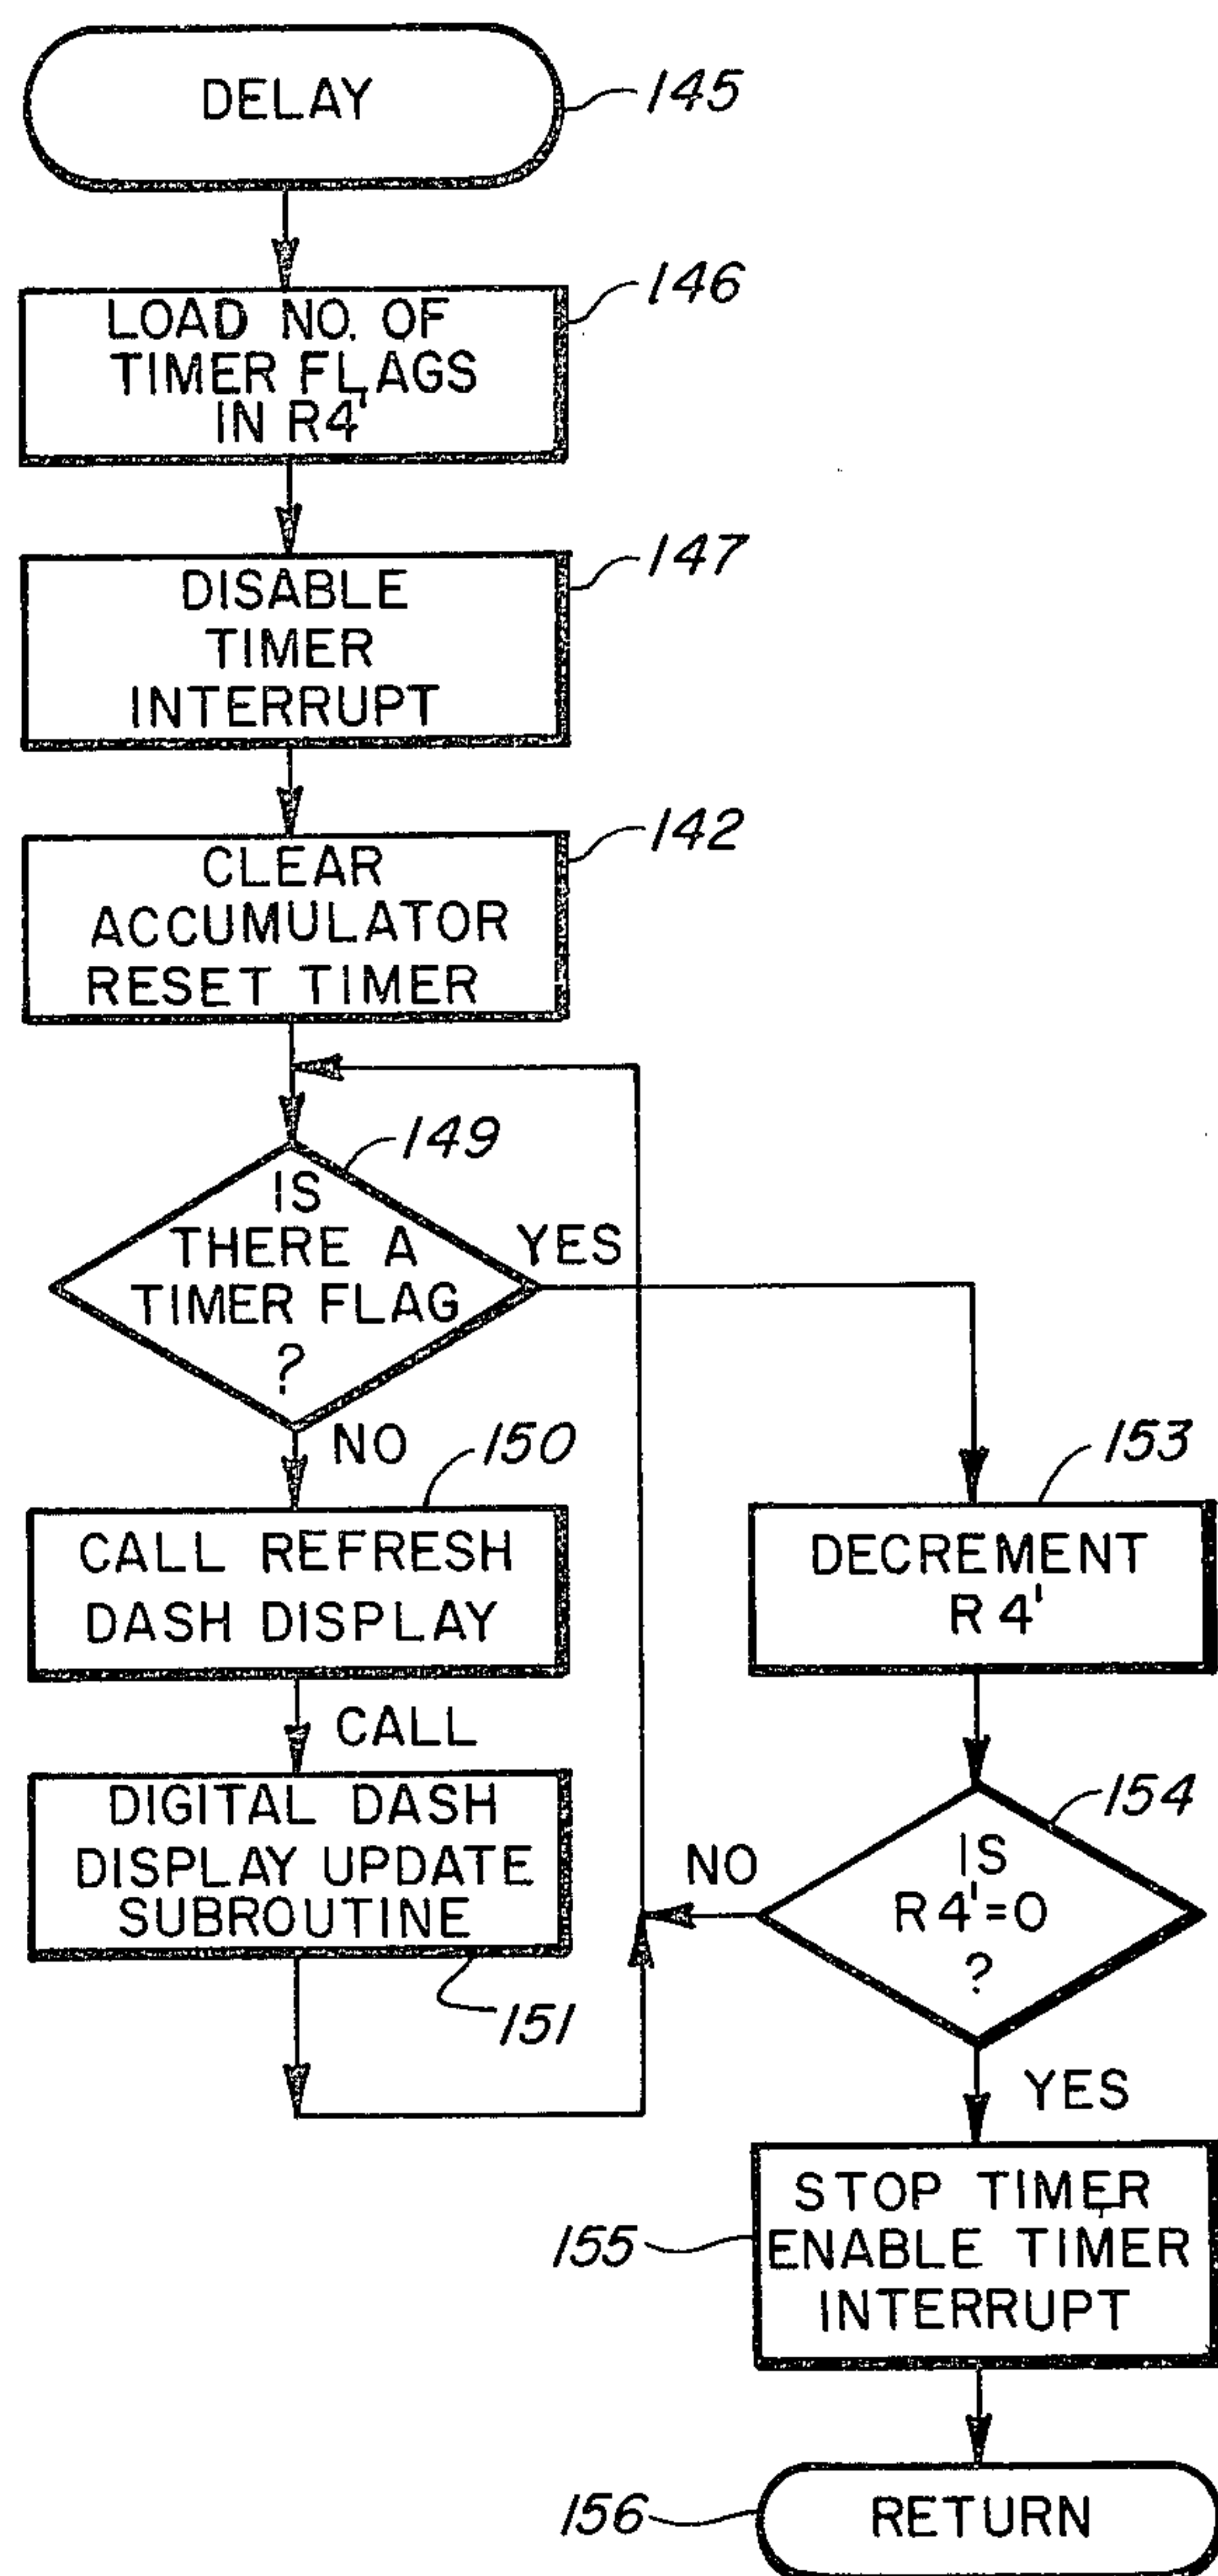 DELAY
145
LOAD NO. OF
TIMER FLAGS
IN R4'
146
DISABLE
TIMER
INTERRUPT
147
CLEAR
ACCUMULATOR
RESET TIMER
142
149
IS
THERE A
TIMER FLAG
?
YES
NO
150
CALL REFRESH
DASH DISPLAY
CALL
DIGITAL DASH
DISPLAY UPDATE
SUBROUTINE
151
153
DECREMENT
R4'
154
IS
R4'=0
?
NO
YES
STOP TIMER
ENABLE TIMER
INTERRUPT
155
RETURN
156